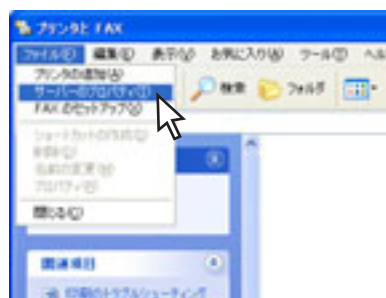 プリンタと FAX
ファイル(F) 編集(E) 表示(V) お気に入り(A) ツール(T) ヘル
プリンタの追加(A)
サーバーのプロパティ(T)
FAX のセットアップ(X)
検索 フォルダ
ショートカットの作成(S)
削除(D)
名前の変更(M)
プロパティ(R)
閉じる(C)
関連項目
印刷のトラブルシューティング